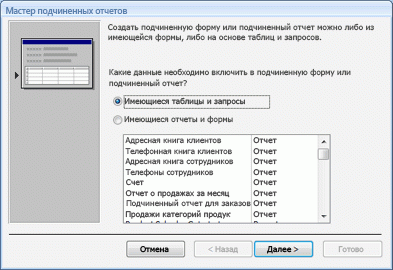 Мастер подчиненных отчетов
Создать подчиненную форму или подчиненный отчет можно либо из
имеющейся формы, либо на основе таблиц и запросов.
Какие данные необходимо включить в подчиненную форму или
подчиненный отчет?
Имеющиеся таблицы и запросы
Имеющиеся отчеты и формы
Адресная книга клиентов Отчет
Телефонная книга клиентов Отчет
Адресная книга сотрудников Отчет
Телефоны сотрудников Отчет
Счет Отчет
Отчет о продажах за месяц Отчет
Подчиненный отчет для заказов Отчет
Продажи категорий продук Отчет
Отмена < Назад Далее > Готово